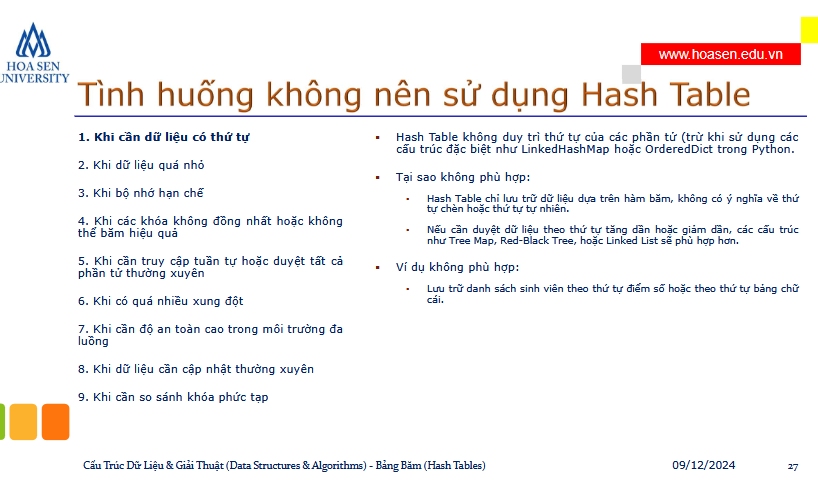 HOA SEN
UNIVERSITY
www.hoasen.edu.vn
Tình huống không nên sử dụng Hash Table
1. Khi cần dữ liệu có thứ tự
2. Khi dữ liệu quá nhỏ
3. Khi bộ nhớ hạn chế
4. Khi các khóa không đồng nhất hoặc không
thể băm hiệu quả
5. Khi cần truy cập tuần tự hoặc duyệt tất cả
phần tử thường xuyên
6. Khi có quá nhiều xung đột
7. Khi cần độ an toàn cao trong môi trường đa
luồng
8. Khi dữ liệu cần cập nhật thường xuyên
9. Khi cần so sánh khóa phức tạp
▪ Hash Table không duy trì thứ tự của các phần tử (trừ khi sử dụng các
cấu trúc đặc biệt như LinkedHashMap hoặc OrderedDict trong Python.
▪ Tại sao không phù hợp:
• Hash Table chỉ lưu trữ dữ liệu dựa trên hàm băm, không có ý nghĩa về thứ
tự chèn hoặc thứ tự tự nhiên.
• Nếu cần duyệt dữ liệu theo thứ tự tăng dần hoặc giảm dần, các cấu trúc
như Tree Map, Red-Black Tree, hoặc Linked List sẽ phù hợp hơn.
▪ Ví dụ không phù hợp:
• Lưu trữ danh sách sinh viên theo thứ tự điểm số hoặc theo thứ tự bảng chữ
cái.
Cấu Trúc Dữ Liệu & Giải Thuật (Data Structures & Algorithms) - Bảng Băm (Hash Tables)
09/12/2024
27